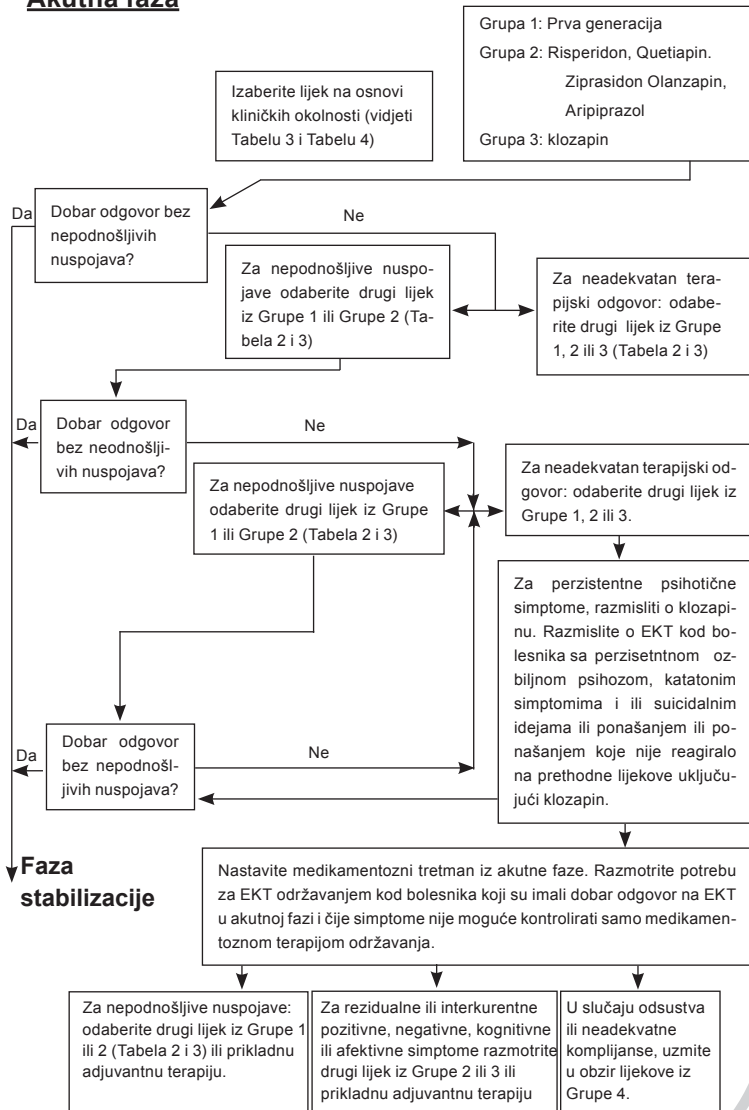 Akutna faza
Grupa 1: Prva generacija
Grupa 2: Risperidon, Quetiapin.
Ziprasidon Olanzapin,
Aripiprazol
Grupa 3: klozapin
Izaberite lijek na osnovi
kliničkih okolnosti (vidjeti
Tabelu 3 i Tabelu 4)
Da
Dobar odgovor bez
nepodnošljivih
nuspojava?
Ne
Za nepodnošljive nuspo-
jave odaberite drugi lijek
iz Grupe 1 ili Grupe 2 (Ta-
bela 2 i 3)
Za neadekvatan tera-
pijski odgovor: odabe-
rite drugi lijek iz Grupe
1, 2 ili 3 (Tabela 2 i 3)
Da
Dobar odgovor
bez neodnošlji-
vih nuspojava?
Ne
Za nepodnošljive nuspojave
odaberite drugi lijek iz Grupe
1 ili Grupe 2 (Tabela 2 i 3)
Za neadekvatan terapijski od-
govor: odaberite drugi lijek iz
Grupe 1, 2 ili 3.
Za perzistentne psihotične
simptome, razmisliti o klozapi-
nu. Razmislite o EKT kod bo-
lesnika sa perzisetntnom oz-
biljnom psihozom, katatonim
simptomima i ili suicidalnim
idejama ili ponašanjem ili po-
našanjem koje nije reagiralo
na prethodne lijekove uključu-
jući klozapin.
Da
Dobar odgovor
bez nepodnošl-
jivih nuspojava?
Ne
Faza
stabilizacije
Nastavite medikamentozni tretman iz akutne faze. Razmotrite potrebu
za EKT održavanjem kod bolesnika koji su imali dobar odgovor na EKT
u akutnoj fazi i čije simptome nije moguće kontrolirati samo medikamen-
toznom terapijom održavanja.
Za nepodnošljive nuspojave:
odaberite drugi lijek iz Grupe 1
ili 2 (Tabela 2 i 3) ili prikladnu
adjuvantnu terapiju.
Za rezidualne ili interkurentne
pozitivne, negativne, kognitivne
ili afektivne simptome razmotrite
drugi lijek iz Grupe 2 ili 3 ili
prikladnu adjuvantnu terapiju
U slučaju odsustva
ili neadekvatne
komplijanse, uzmite
u obzir lijekove iz
Grupe 4.